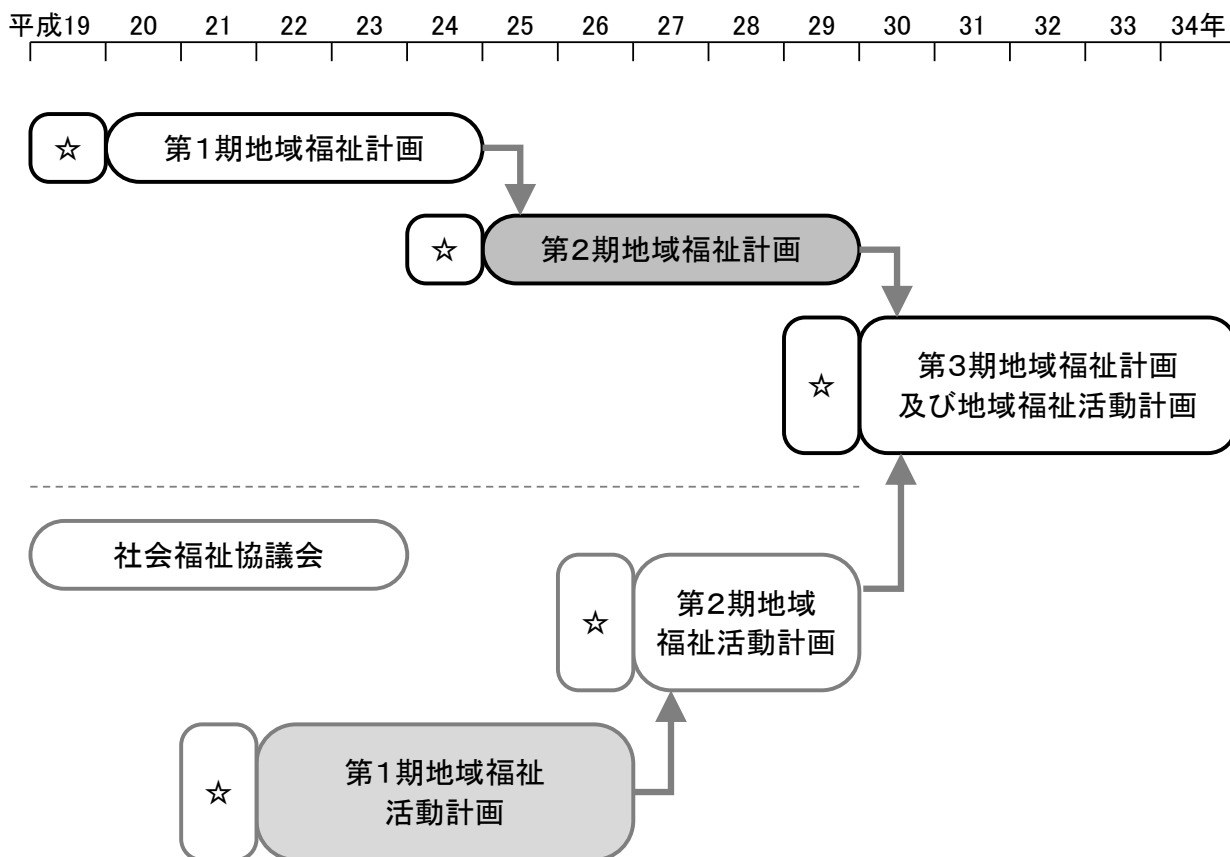 平成19 20 21 22 23 24 25 26 27 28 29 30 31 32 33 34年
☆ 第1期地域福祉計画
☆ 第2期地域福祉計画
☆ 第3期地域福祉計画
及び地域福祉活動計画
社会福祉協議会
☆ 第2期地域
福祉活動計画
☆ 第1期地域福祉
活動計画